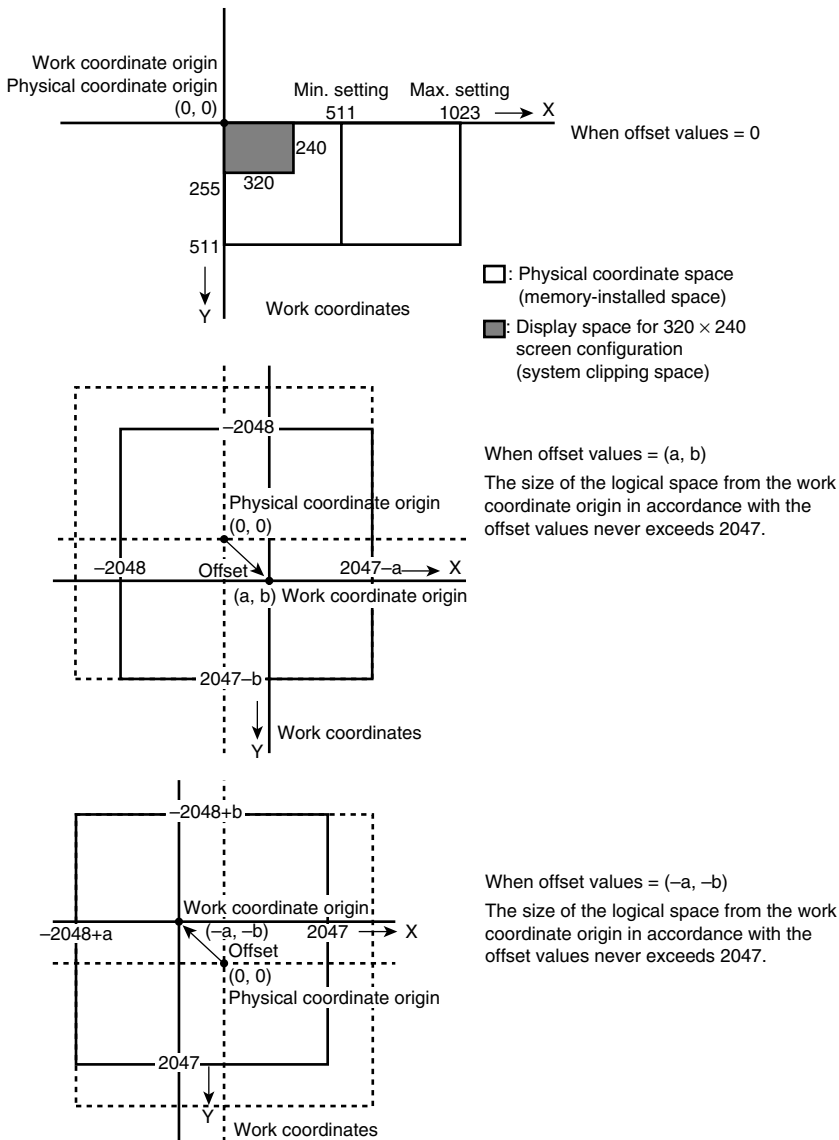 Work coordinate origin
Physical coordinate origin
(0, 0)
Min. setting
511
Max. setting
1023
X
When offset values = 0
240
320
255
511
Y
Work coordinates
: Physical coordinate space
(memory-installed space)
: Display space for 320 × 240
screen configuration
(system clipping space)
–2048
When offset values = (a, b)
The size of the logical space from the work
coordinate origin in accordance with the
offset values never exceeds 2047.
Physical coordinate origin
(0, 0)
–2048
Offset
2047–a
X
(a, b) Work coordinate origin
2047–b
Y
Work coordinates
–2048+b
When offset values = (–a, –b)
The size of the logical space from the work
coordinate origin in accordance with the
offset values never exceeds 2047.
Work coordinate origin
–2048+a
(–a, –b)
2047
X
Offset
(0, 0)
Physical coordinate origin
2047
Y
Work coordinates